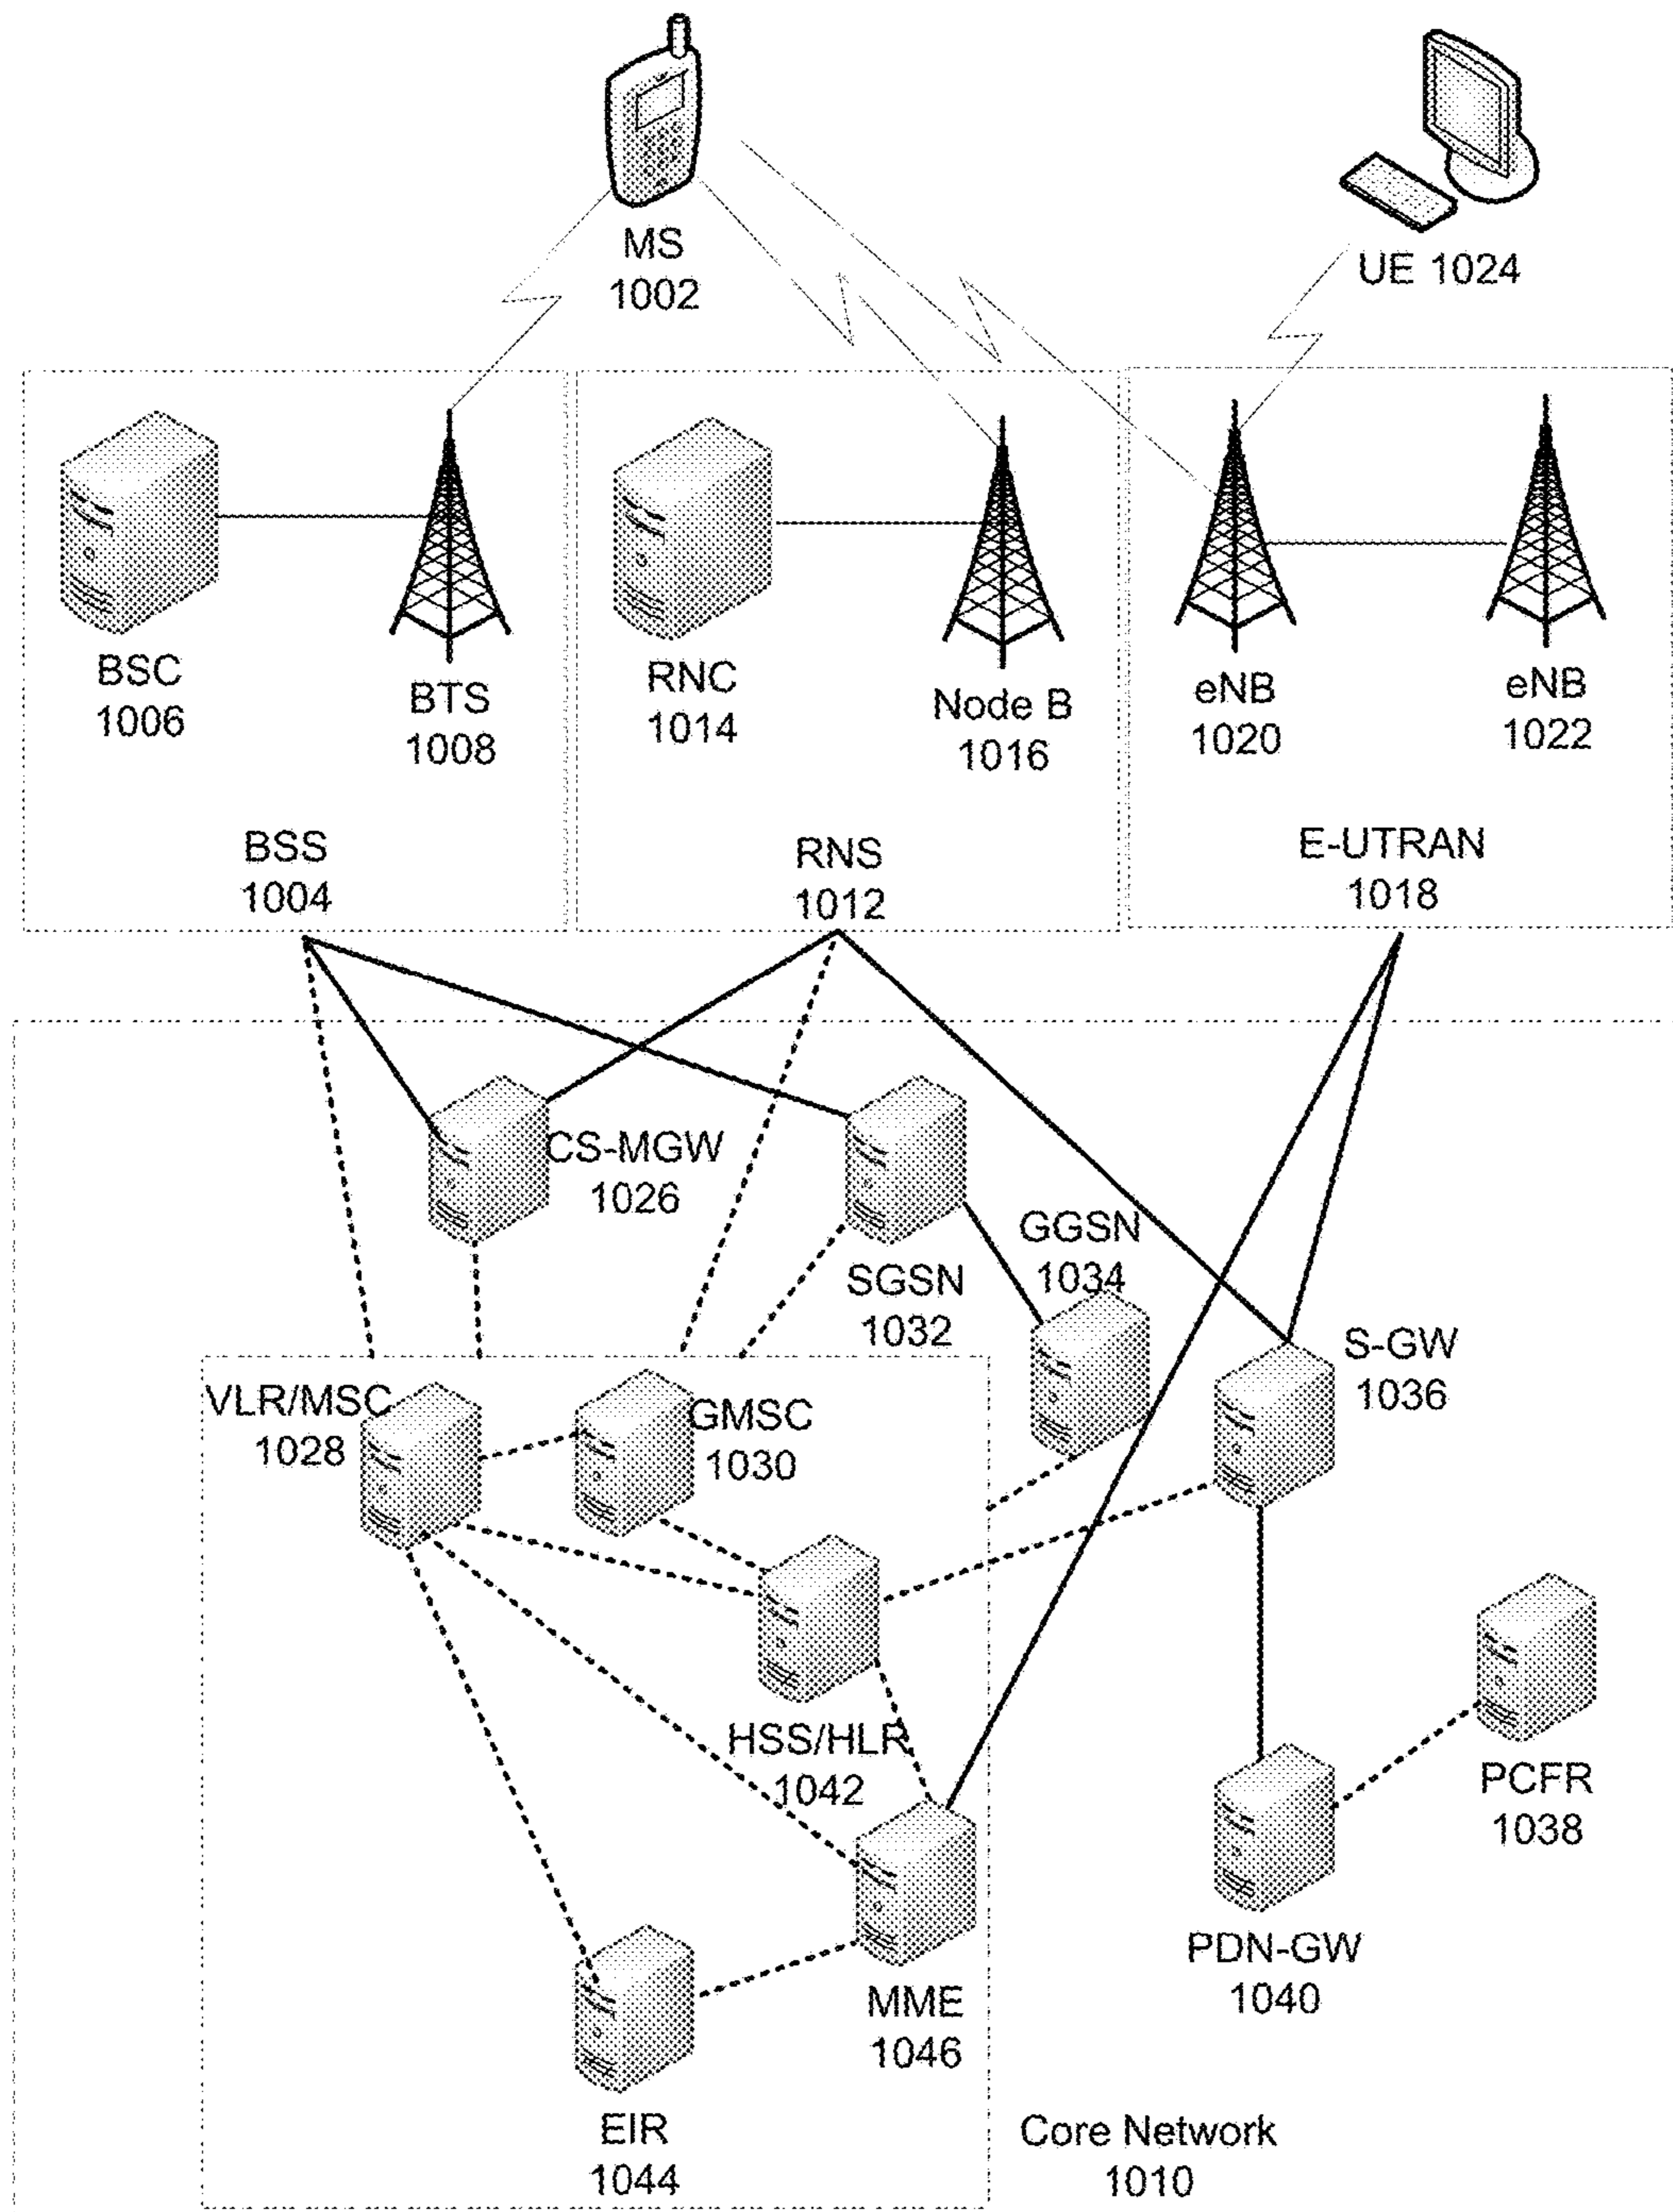 MS
1002
UE 1024
BSC
1006
BTS
1008
RNC
1014
Node B
1016
eNB
1020
eNB
1022
BSS
1004
RNS
1012
E-UTRAN
1018
CS-MGW
1026
SGSN
1032
GGSN
1034
S-GW
1036
VLR/MSC
1028
GMSC
1030
HSS/HLR
1042
PCFR
1038
PDN-GW
1040
MME
1046
EIR
1044
Core Network
1010